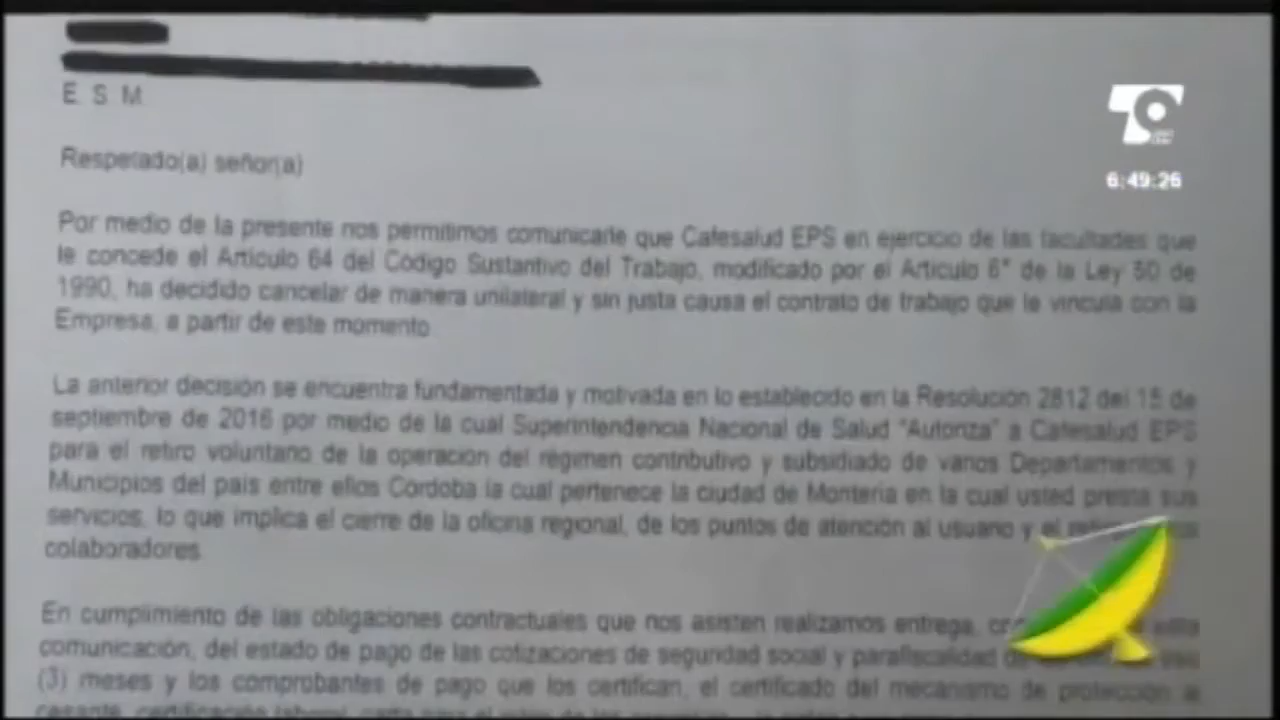 E. S. M.
Respetado(a) señor(a)
6:49:26
Por medio de la presente nos permitimos comunicarle que Cafesalud EPS en ejercicio de las facultades que
le concede el Artículo 64 del Código Sustantivo del Trabajo, modificado por el Artículo 6° de la Ley 50 de
1990, ha decidido cancelar de manera unilateral y sin justa causa el contrato de trabajo que le vincula con la
Empresa, a partir de este momento.
La anterior decisión se encuentra fundamentada y motivada en lo establecido en la Resolución 2812 del 15 de
septiembre de 2016 por medio de la cual Superintendencia Nacional de Salud "Autoriza" a Cafesalud EPS
para el retiro voluntario de la operación del régimen contributivo y subsidiado de varios Departamentos y
Municipios del país entre ellos Córdoba la cual pertenece la ciudad de Montería en la cual usted presta sus
servicios, lo que implica el cierre de la oficina regional, de los puntos de atención al usuario y el
colaboradores.
En cumplimiento de las obligaciones contractuales que nos asisten realizamos entrega,
comunicación, del estado de pago de las cotizaciones de seguridad social y parafiscalidad
(3) meses y los comprobantes de pago que los certifican, el certificado del mecanismo de protección al
cesante, certificación laboral, carta para el retiro de las